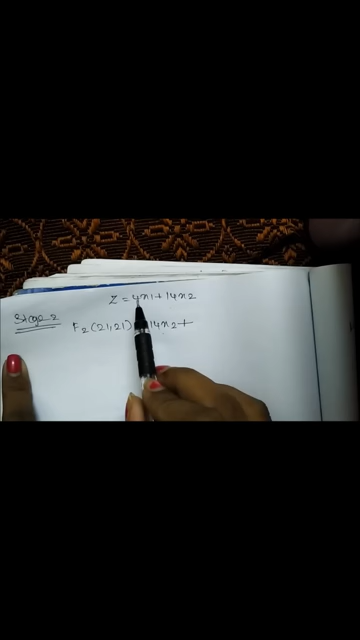 Z = 4x1 + 14x2
Stage 2
F2(21,21) 14x2 +